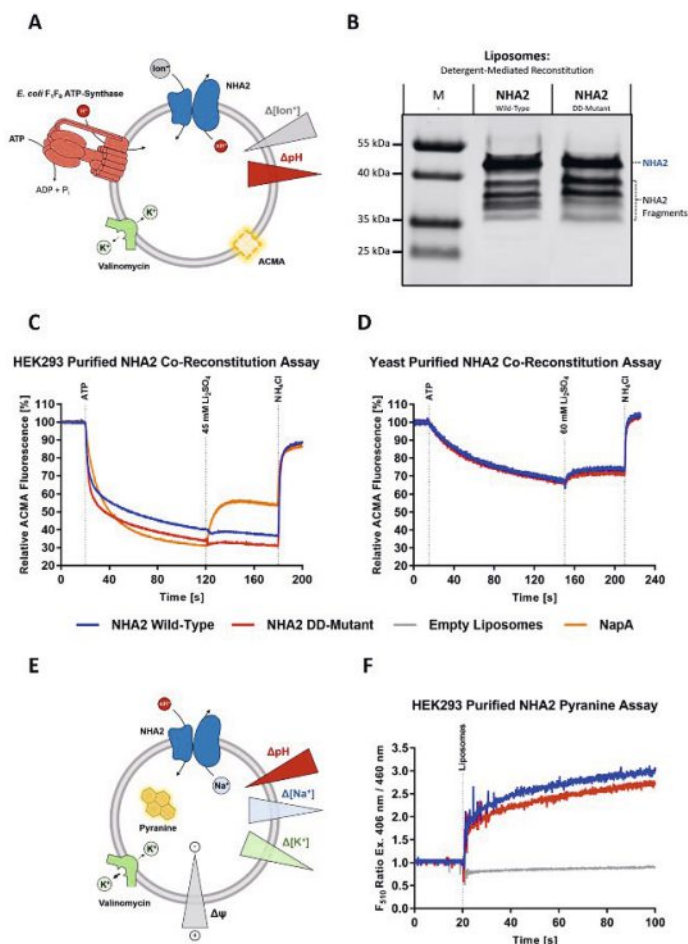 A
Ion⁺
NHA2
E. coli F₁F₀ ATP-Synthase
H⁺
ATP
ADP + Pᵢ
nH⁺
Δ[Ion⁺]
ΔpH
K⁺
K⁺
Valinomycin
ACMA
B
Liposomes:
Detergent-Mediated Reconstitution
M
-
NHA2
Wild-Type
NHA2
DD-Mutant
55 kDa
40 kDa
35 kDa
25 kDa
NHA2
NHA2
Fragments
C
HEK293 Purified NHA2 Co-Reconstitution Assay
ATP
45 mM Li₂SO₄
NH₄Cl
Relative ACMA Fluorescence [%]
110
100
90
80
70
60
50
40
30
20
0
40
80
120
160
200
Time [s]
D
Yeast Purified NHA2 Co-Reconstitution Assay
ATP
60 mM Li₂SO₄
NH₄Cl
Relative ACMA Fluorescence [%]
110
100
90
80
70
60
50
40
30
20
0
40
80
120
160
200
240
Time [s]
NHA2 Wild-Type
NHA2 DD-Mutant
Empty Liposomes
NapA
E
nH⁺
NHA2
Na⁺
ΔpH
Δ[Na⁺]
Δ[K⁺]
Pyranine
K⁺
K⁺
Valinomycin
-
Δψ
+
F
HEK293 Purified NHA2 Pyranine Assay
Liposomes
F₅₁₀ Ratio Ex. 406 nm / 460 nm
3.5
3.0
2.5
2.0
1.5
1.0
0.5
0.0
0
20
40
60
80
100
Time [s]